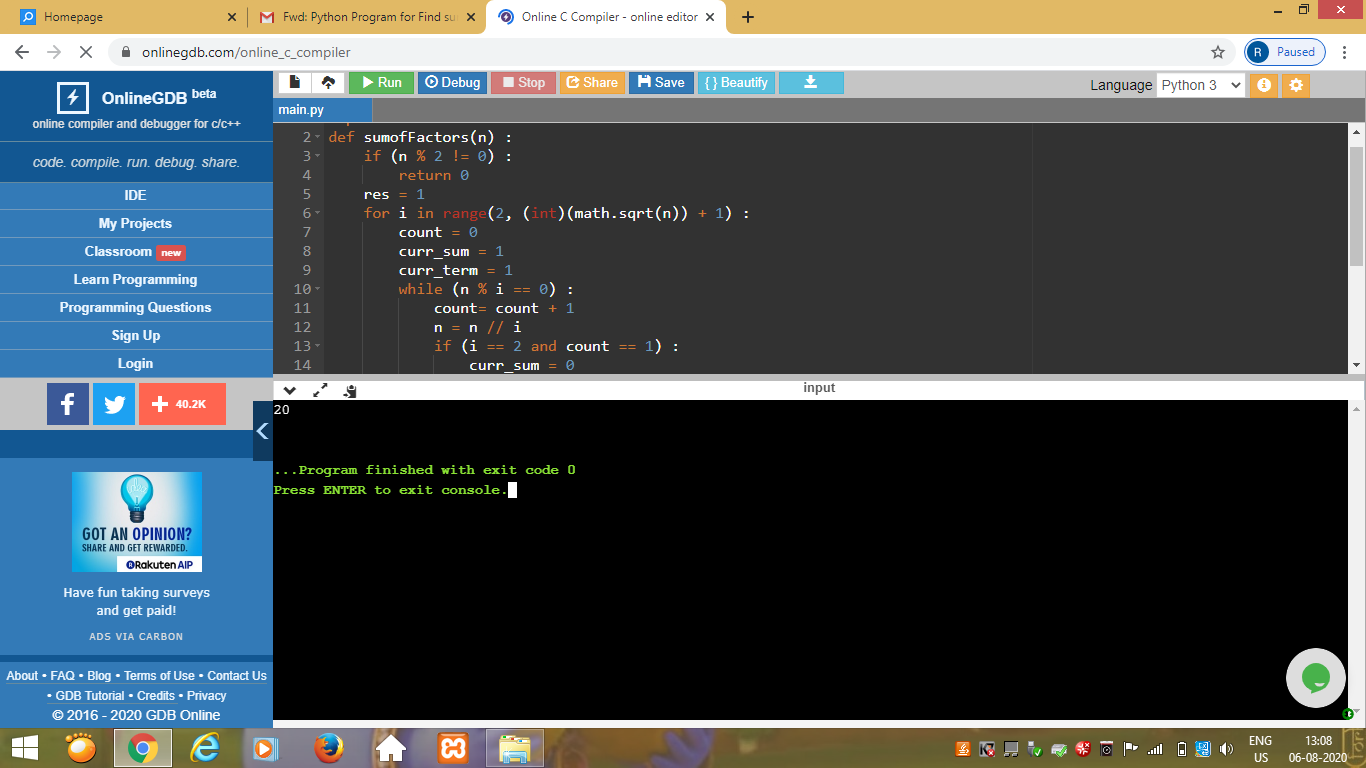 Homepage
Fwd: Python Program for Find su
Online C Compiler - online editor
onlinegdb.com/online_c_compiler
R Paused
OnlineGDB beta
online compiler and debugger for c/c++
code. compile. run. debug. share.
IDE
My Projects
Classroom new
Learn Programming
Programming Questions
Sign Up
Login
40.2K
GOT AN OPINION?
SHARE AND GET REWARDED.
Rakuten AIP
Have fun taking surveys
and get paid!
ADS VIA CARBON
About • FAQ • Blog • Terms of Use • Contact Us
• GDB Tutorial • Credits • Privacy
© 2016 - 2020 GDB Online
Run Debug Stop Share Save { } Beautify
Language Python 3
main.py
2 def sumofFactors(n) :
3 if (n % 2 != 0) :
4 return 0
5 res = 1
6 for i in range(2, (int)(math.sqrt(n)) + 1) :
7 count = 0
8 curr_sum = 1
9 curr_term = 1
10 while (n % i == 0) :
11 count= count + 1
12 n = n // i
13 if (i == 2 and count == 1) :
14 curr_sum = 0
input
20
...Program finished with exit code 0
Press ENTER to exit console.
ENG
US
13:08
06-08-2020